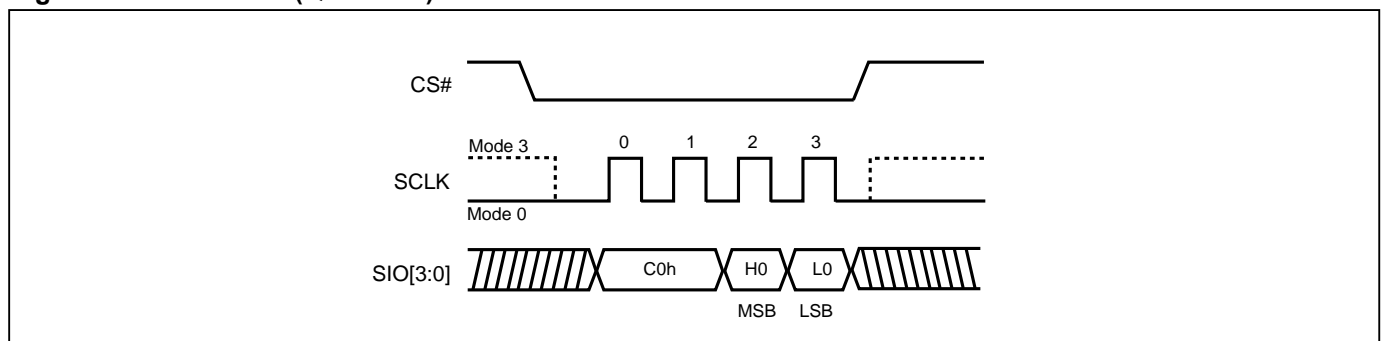 CS#
Mode 3 0 1 2 3
SCLK
Mode 0
SIO[3:0] C0h H0 L0
MSB LSB